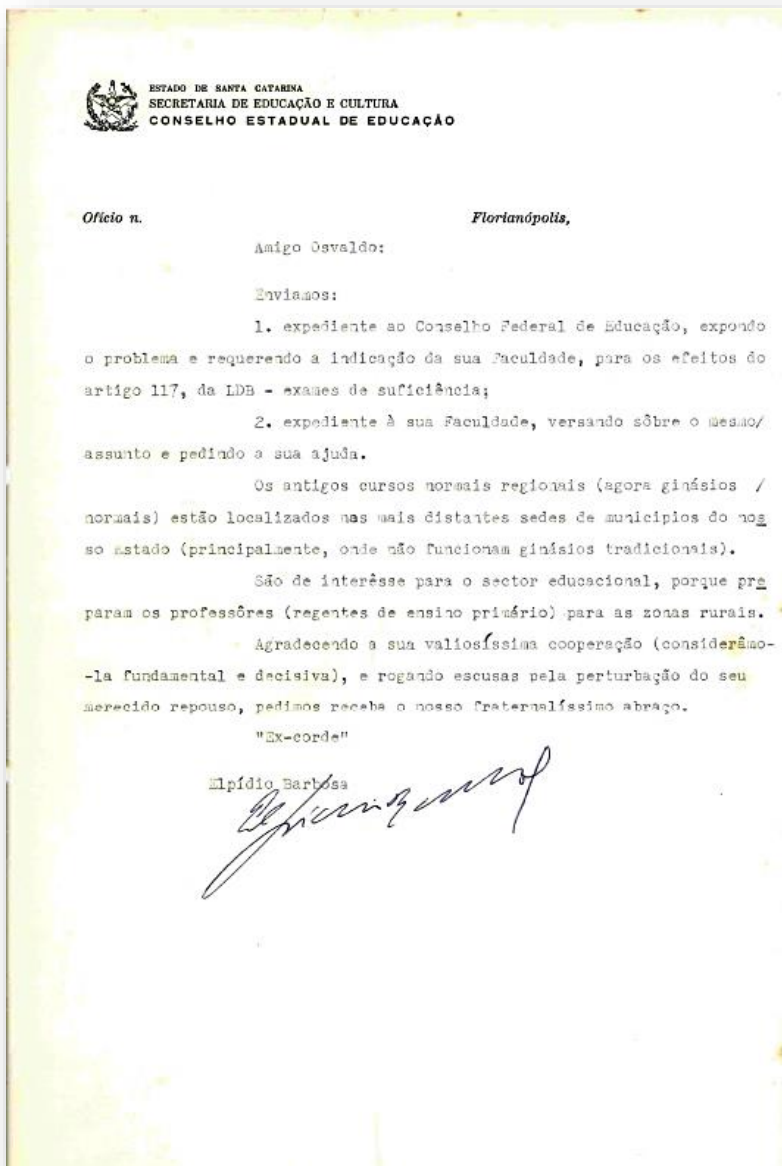 ESTADO DE SANTA CATARINA
SECRETARIA DE EDUCAÇÃO E CULTURA
CONSELHO ESTADUAL DE EDUCAÇÃO
Ofício n. Florianópolis,
Amigo Osvaldo:
Enviamos:
1. expediente ao Conselho Federal de Educação, expondo
o problema e requerendo a indicação da sua Faculdade, para os efeitos do
artigo 117, da LDB - exames de suficiência;
2. expediente à sua Faculdade, versando sôbre o mesmo/
assunto e pedindo a sua ajuda.
Os antigos cursos normais regionais (agora ginásios /
normais) estão localizados nas mais distantes sedes de municipios do nos
so Estado (principalmente, onde não funcionam ginásios tradicionais).
São de interêsse para o sector educacional, porque pre
param os professôres (regentes de ensino primário) para as zonas rurais.
Agradecendo a sua valiosíssima cooperação (considerâmo-
-la fundamental e decisiva), e rogando escusas pela perturbação do seu
merecido repouso, pedimos receba o nosso fraternalíssimo abraço.
"Ex-corde"
Elpídio Barbosa